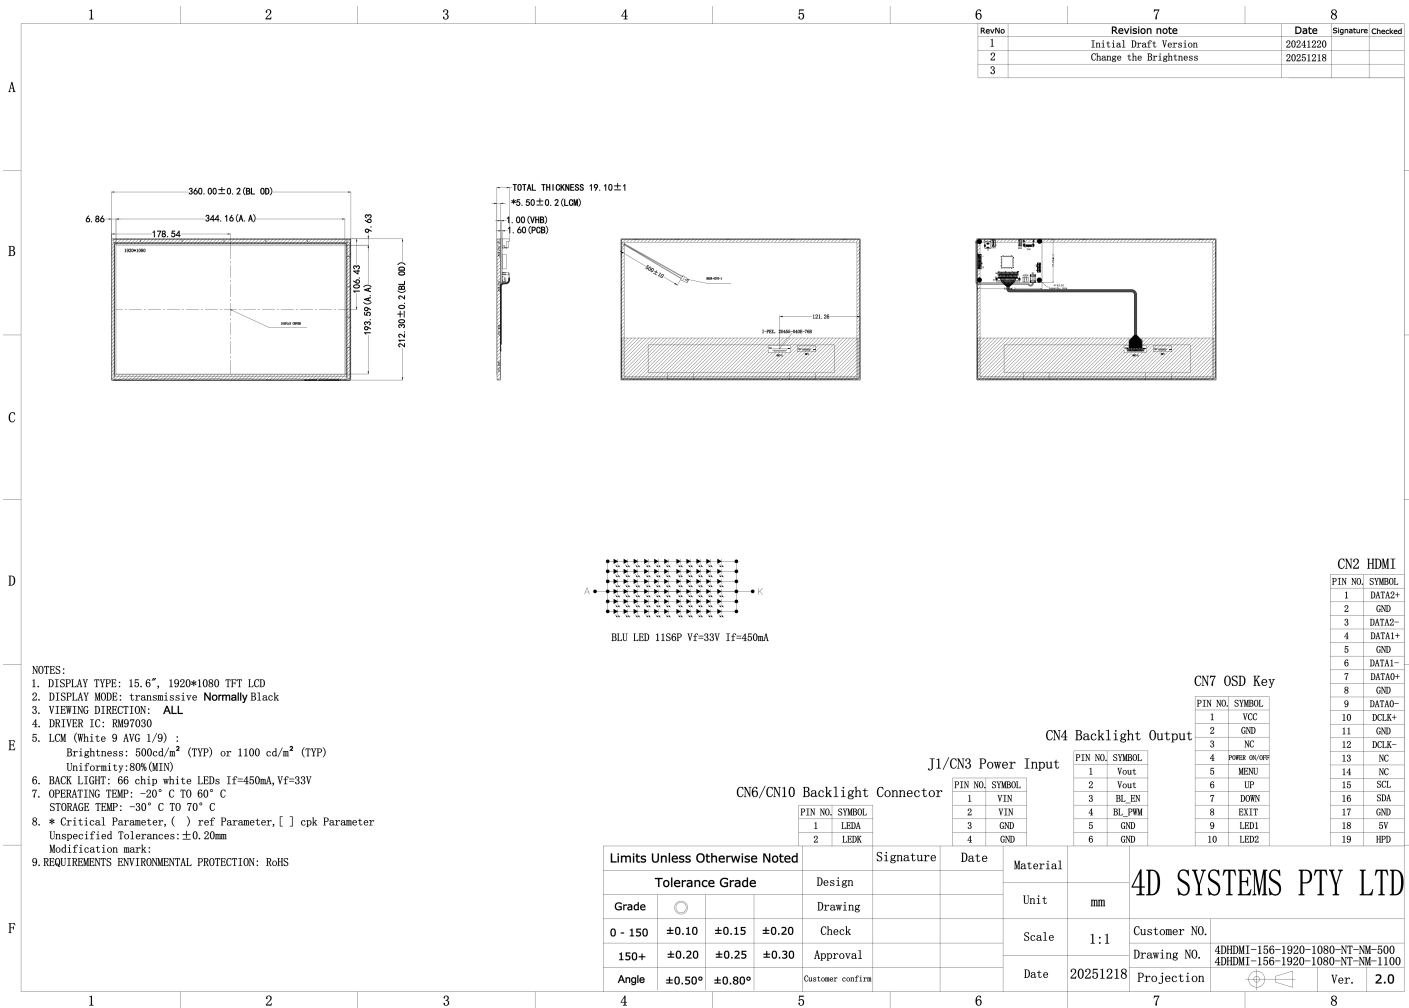 1 2 3 4 5 6 7 8
A
B
C
D
E
F
RevNo Revision note Date Signature Checked
1 Initial Draft Version 20241220
2 Change the Brightness 20251218
3
360.00±0.2(BL OD)
6.86
344.16(A.A)
178.54
9.63
1920*1080
106.43
193.59(A.A)
212.30±0.2(BL OD)
DISPLAY CENTER
TOTAL THICKNESS 19.10±1
*5.50±0.2(LCM)
1.00(VHB)
1.60(PCB)
500±10
121.26
I-PEX. 20455-040E-76B
A
K
BLU LED 11S6P Vf=33V If=450mA
NOTES:
1. DISPLAY TYPE: 15.6″, 1920*1080 TFT LCD
2. DISPLAY MODE: transmissive Normally Black
3. VIEWING DIRECTION: ALL
4. DRIVER IC: RM97030
5. LCM (White 9 AVG 1/9) :
Brightness: 500cd/m² (TYP) or 1100 cd/m² (TYP)
Uniformity:80%(MIN)
6. BACK LIGHT: 66 chip white LEDs If=450mA,Vf=33V
7. OPERATING TEMP: -20° C TO 60° C
STORAGE TEMP: -30° C TO 70° C
8. * Critical Parameter,( ) ref Parameter,[ ] cpk Parameter
Unspecified Tolerances:±0.20mm
Modification mark:
9.REQUIREMENTS ENVIRONMENTAL PROTECTION: RoHS
CN6/CN10 Backlight Connector
PIN NO. SYMBOL
1 LEDA
2 LEDK
J1/CN3 Power Input
PIN NO. SYMBOL
1 VIN
2 VIN
3 GND
4 GND
CN4 Backlight Output
PIN NO. SYMBOL
1 Vout
2 Vout
3 BL_EN
4 BL_PWM
5 GND
6 GND
CN7 OSD Key
PIN NO. SYMBOL
1 VCC
2 GND
3 NC
4 POWER ON/OFF
5 MENU
6 UP
7 DOWN
8 EXIT
9 LED1
10 LED2
CN2 HDMI
PIN NO. SYMBOL
1 DATA2+
2 GND
3 DATA2-
4 DATA1+
5 GND
6 DATA1-
7 DATA0+
8 GND
9 DATA0-
10 DCLK+
11 GND
12 DCLK-
13 NC
14 NC
15 SCL
16 SDA
17 GND
18 5V
19 HPD
Limits Unless Otherwise Noted
Tolerance Grade
Grade
0 - 150 ±0.10 ±0.15 ±0.20
150+ ±0.20 ±0.25 ±0.30
Angle ±0.50° ±0.80°
Signature Date
Design
Drawing
Check
Approval
Customer confirm
Material
Unit mm
Scale 1:1
Date 20251218
4D SYSTEMS PTY LTD
Customer NO.
Drawing NO. 4DHDMI-156-1920-1080-NT-NM-500
4DHDMI-156-1920-1080-NT-NM-1100
Projection Ver. 2.0
1 2 3 4 5 6 7 8